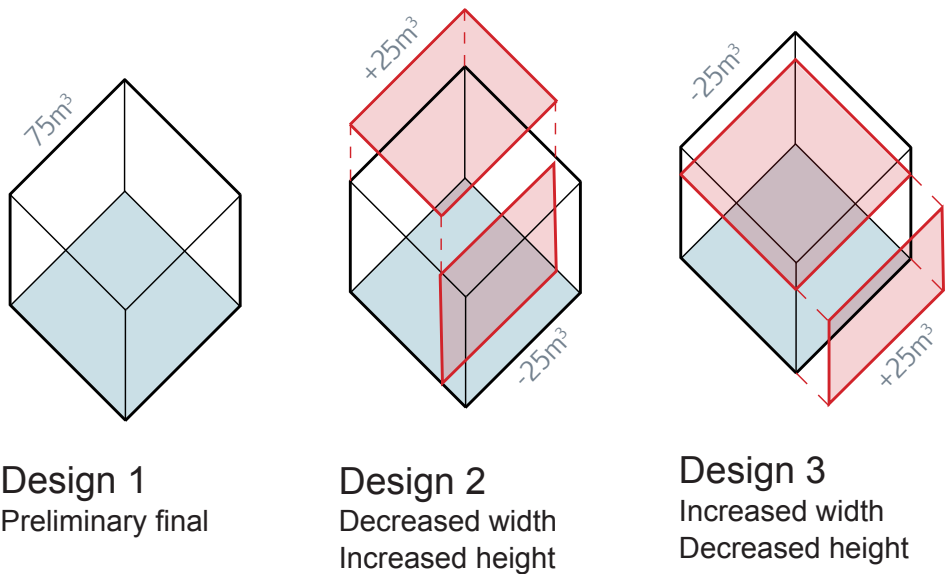 75m³
+25m³
-25m³
-25m³
+25m³
Design 1
Preliminary final
Design 2
Decreased width
Increased height
Design 3
Increased width
Decreased height